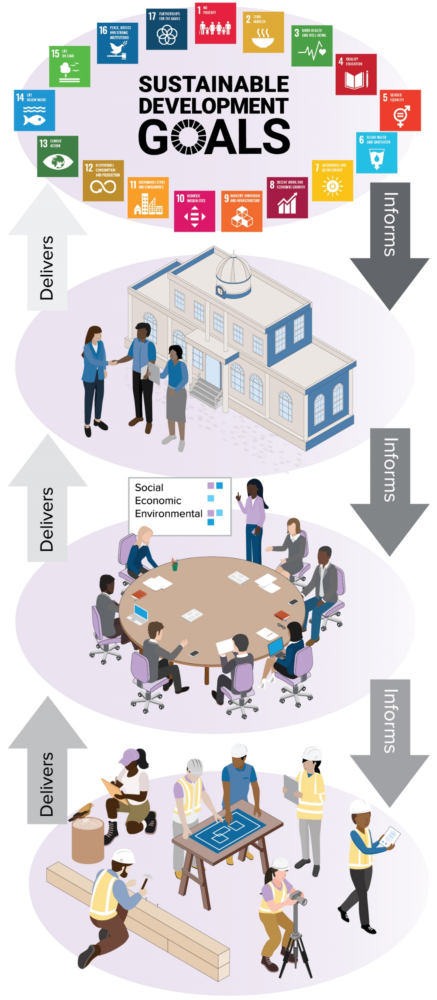 1 NO
POVERTY
2 ZERO
HUNGER
3 GOOD HEALTH
AND WELL-BEING
4 QUALITY
EDUCATION
5 GENDER
EQUALITY
6 CLEAN WATER
AND SANITATION
7 AFFORDABLE AND
CLEAN ENERGY
8 DECENT WORK AND
ECONOMIC GROWTH
9 INDUSTRY, INNOVATION
AND INFRASTRUCTURE
10 REDUCED
INEQUALITIES
11 SUSTAINABLE CITIES
AND COMMUNITIES
12 RESPONSIBLE
CONSUMPTION
AND PRODUCTION
13 CLIMATE
ACTION
14 LIFE
BELOW WATER
15 LIFE
ON LAND
16 PEACE, JUSTICE
AND STRONG
INSTITUTIONS
17 PARTNERSHIPS
FOR THE GOALS
SUSTAINABLE
DEVELOPMENT
GOALS
Delivers
Informs
Delivers
Informs
Social
Economic
Environmental
Delivers
Informs